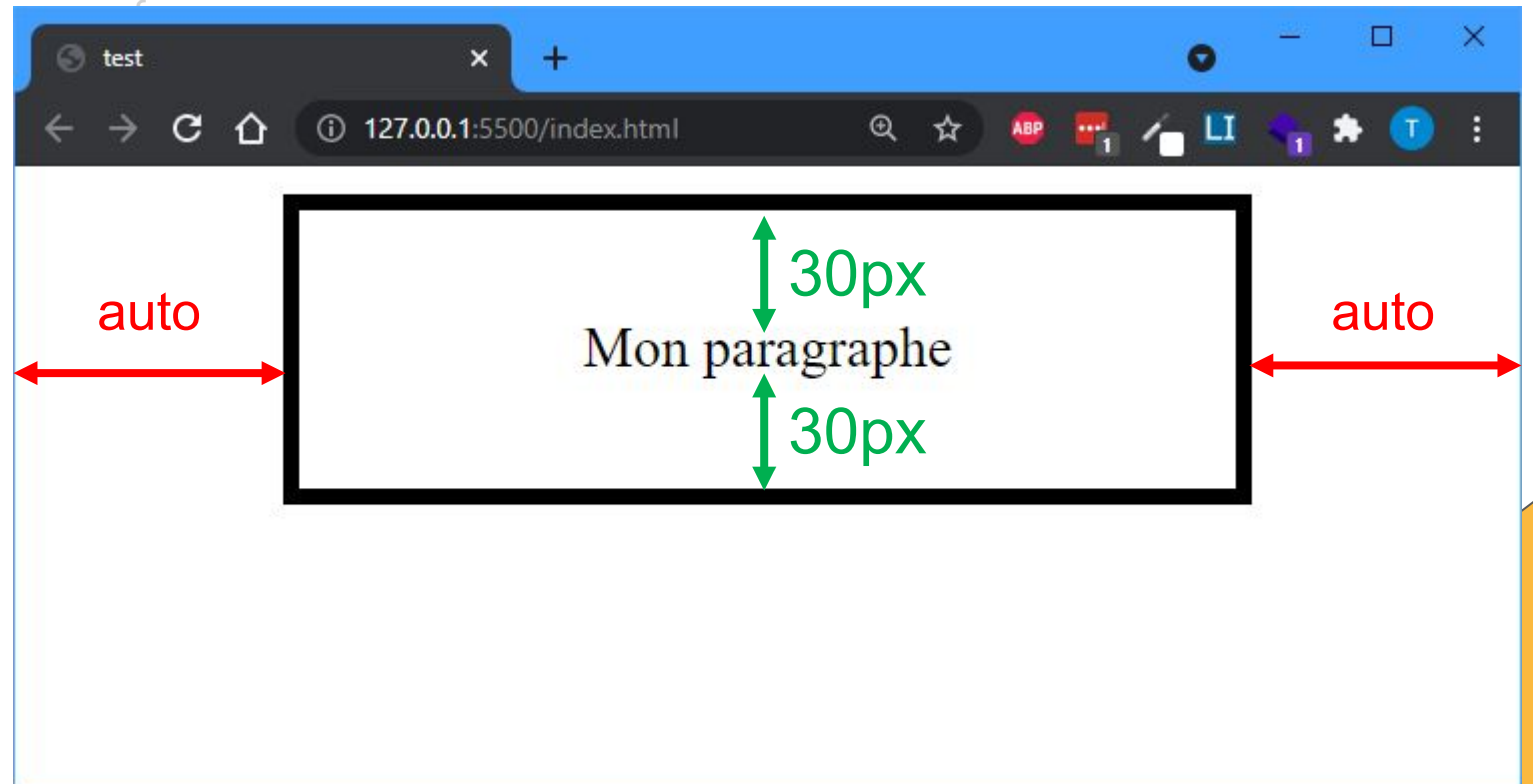 test
127.0.0.1:5500/index.html
ABP
1
LI
1
T
30px
auto
auto
Mon paragraphe
30px